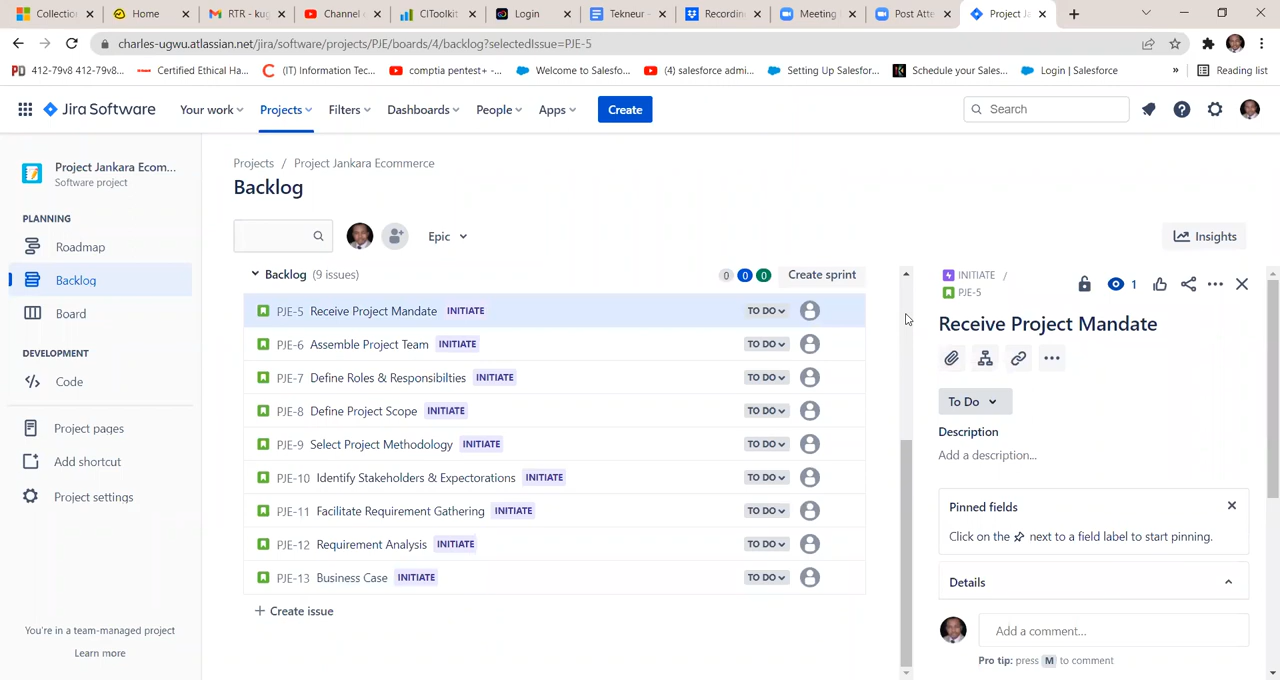 Collection
Home
RTR - kug
Channel c
CIToolkit
Login
Tekneur -
Recordin
Meeting
Post Atte
Project Ja
charles-ugwu.atlassian.net/jira/software/projects/PJE/boards/4/backlog?selectedIssue=PJE-5
412-79v8 412-79v8...
Certified Ethical Ha...
(IT) Information Tec...
comptia pentest+ -...
Welcome to Salesfo...
(4) salesforce admi...
Setting Up Salesfor...
Schedule your Sales...
Login | Salesforce
»
Reading list
Jira Software
Your work
Projects
Filters
Dashboards
People
Apps
Create
Search
Project Jankara Ecom...
Software project
PLANNING
Roadmap
Backlog
Board
DEVELOPMENT
Code
Project pages
Add shortcut
Project settings
You're in a team-managed project
Learn more
Projects / Project Jankara Ecommerce
Backlog
Epic
Insights
Backlog (9 issues)
0 0 0
Create sprint
PJE-5 Receive Project Mandate INITIATE TO DO
PJE-6 Assemble Project Team INITIATE TO DO
PJE-7 Define Roles & Responsibilties INITIATE TO DO
PJE-8 Define Project Scope INITIATE TO DO
PJE-9 Select Project Methodology INITIATE TO DO
PJE-10 Identify Stakeholders & Expectorations INITIATE TO DO
PJE-11 Facilitate Requirement Gathering INITIATE TO DO
PJE-12 Requirement Analysis INITIATE TO DO
PJE-13 Business Case INITIATE TO DO
+ Create issue
INITIATE /
PJE-5
1
Receive Project Mandate
To Do
Description
Add a description...
Pinned fields
Click on the next to a field label to start pinning.
Details
Add a comment...
Pro tip: press M to comment